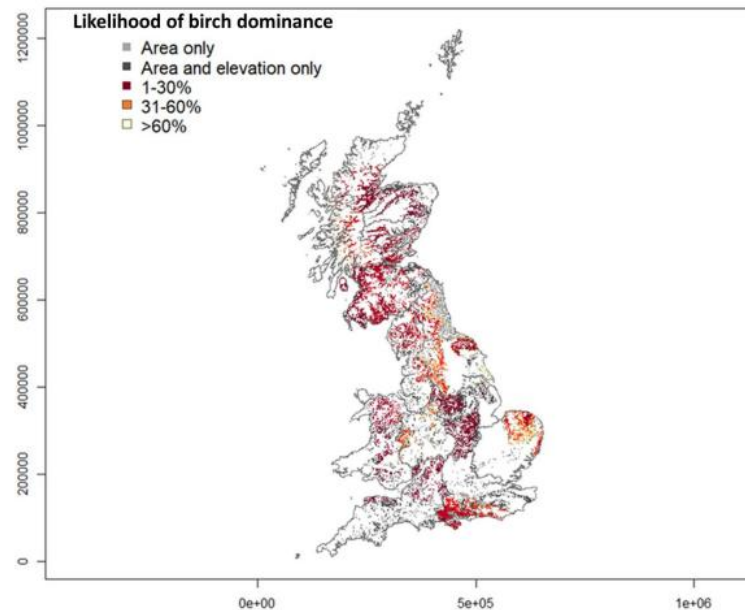 Likelihood of birch dominance
Area only
Area and elevation only
1-30%
31-60%
>60%
1200000
1000000
800000
600000
400000
200000
0
0e+00
5e+05
1e+06